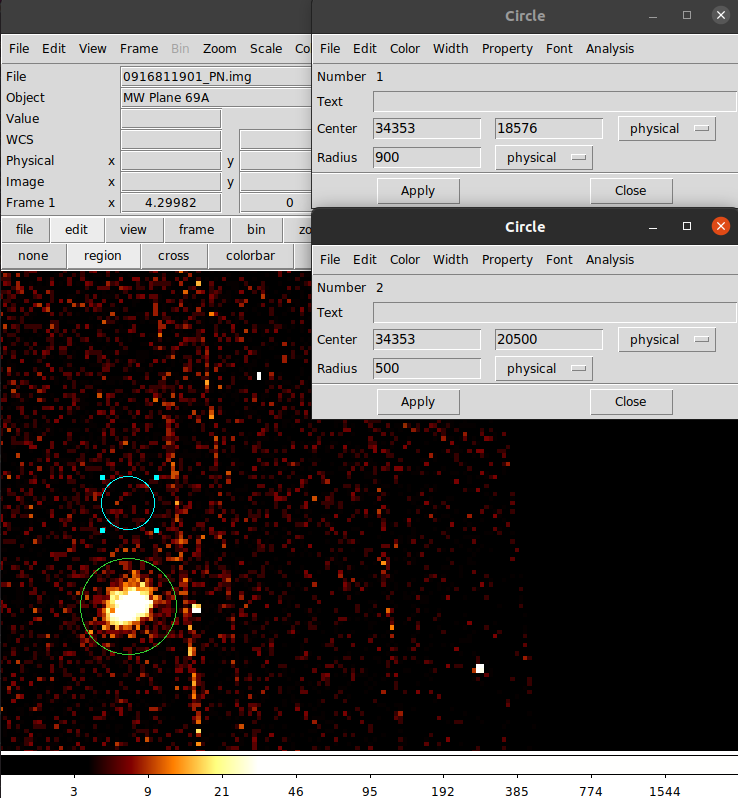 Circle
File Edit View Frame Bin Zoom Scale Co
File Edit Color Width Property Font Analysis
File 0916811901_PN.img
Number 1
Object MW Plane 69A
Text
Value
Center 34353 18576 physical
WCS
Radius 900 physical
Physical x y
Image x y
Apply Close
Frame 1 x 4.29982 0
Circle
file edit view frame bin zo
none region cross colorbar
File Edit Color Width Property Font Analysis
Number 2
Text
Center 34353 20500 physical
Radius 500 physical
Apply Close
3 9 21 46 95 192 385 774 1544